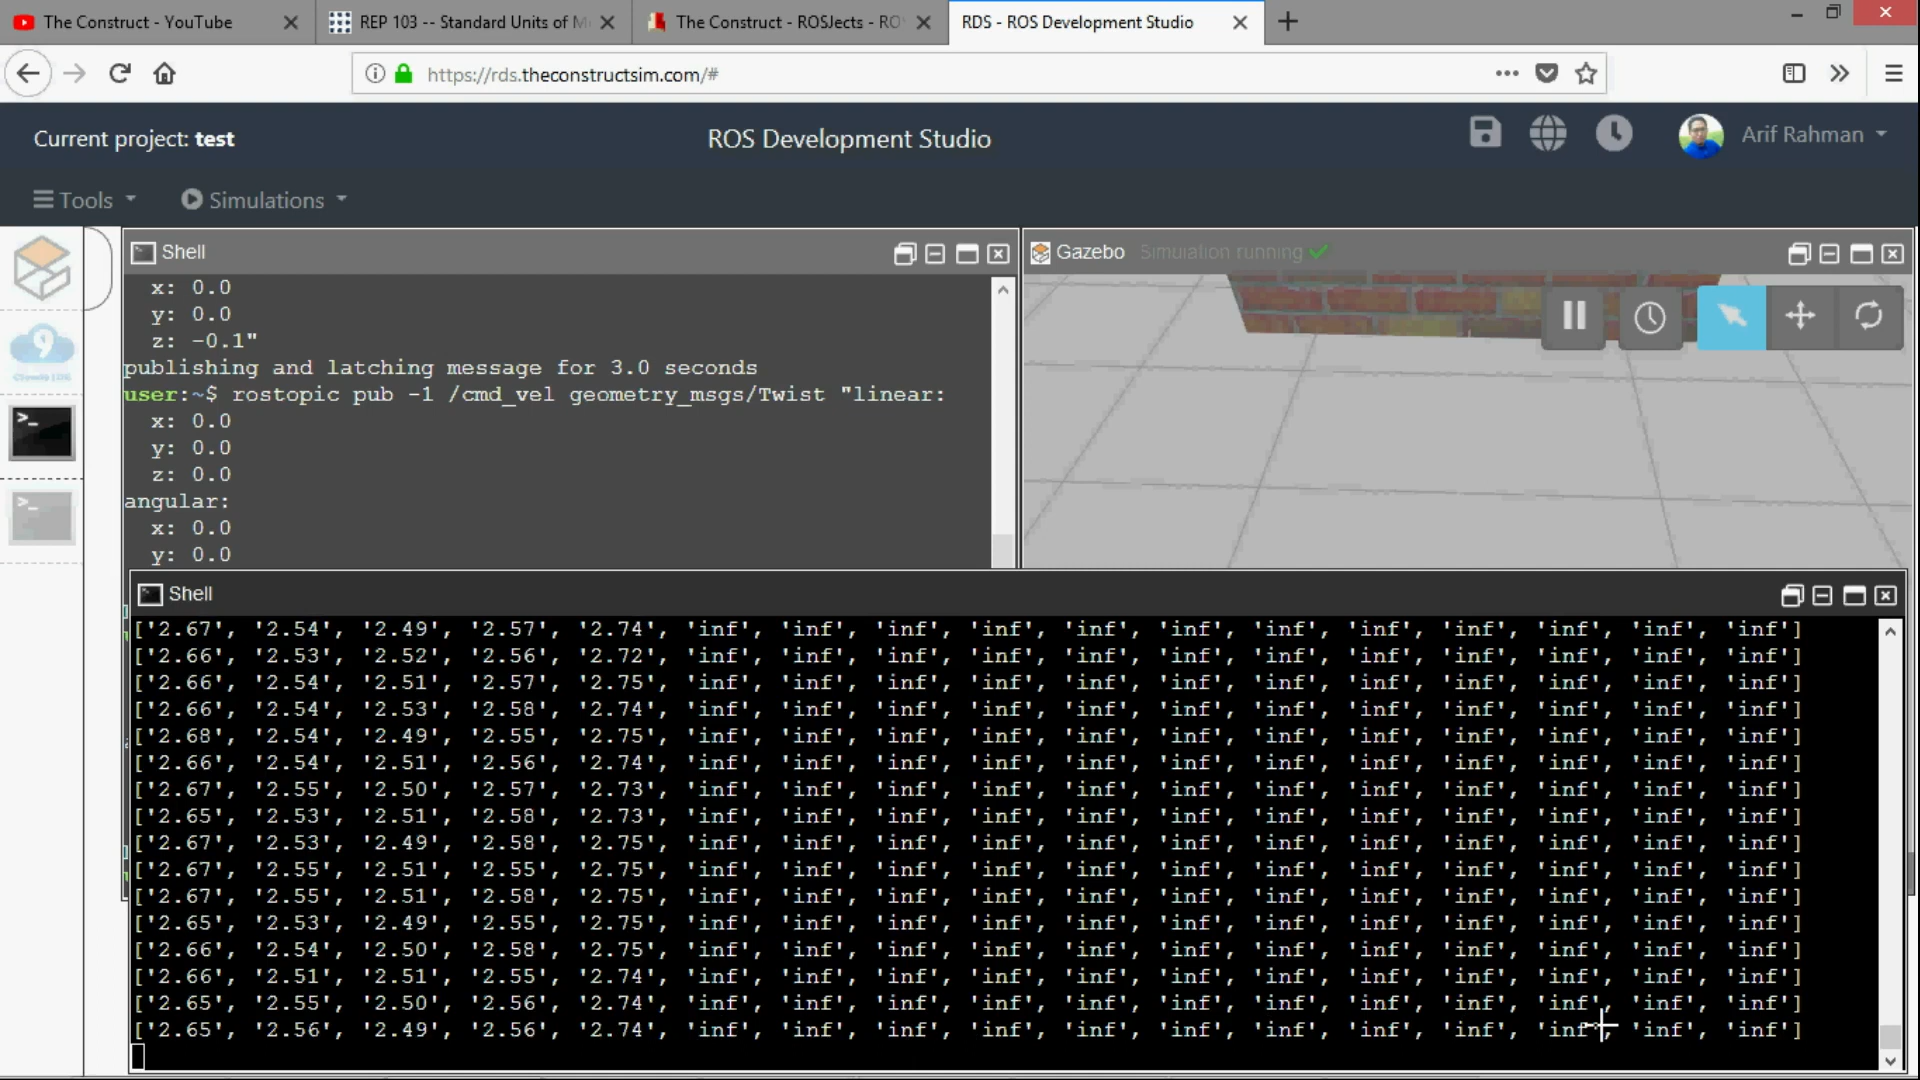 The Construct - YouTube
REP 103 -- Standard Units of M
The Construct - ROSJects - RO
RDS - ROS Development Studio
https://rds.theconstructsim.com/#
Current project: test
ROS Development Studio
Arif Rahman
Tools
Simulations
Shell
x: 0.0
y: 0.0
z: -0.1"
publishing and latching message for 3.0 seconds
user:~$ rostopic pub -1 /cmd_vel geometry_msgs/Twist "linear:
x: 0.0
y: 0.0
z: 0.0
angular:
x: 0.0
y: 0.0
Gazebo
Simulation running
Shell
['2.67', '2.54', '2.49', '2.57', '2.74', 'inf', 'inf', 'inf', 'inf', 'inf', 'inf', 'inf', 'inf', 'inf', 'inf', 'inf', 'inf']
['2.66', '2.53', '2.52', '2.56', '2.72', 'inf', 'inf', 'inf', 'inf', 'inf', 'inf', 'inf', 'inf', 'inf', 'inf', 'inf', 'inf']
['2.66', '2.54', '2.51', '2.57', '2.75', 'inf', 'inf', 'inf', 'inf', 'inf', 'inf', 'inf', 'inf', 'inf', 'inf', 'inf', 'inf']
['2.66', '2.54', '2.53', '2.58', '2.74', 'inf', 'inf', 'inf', 'inf', 'inf', 'inf', 'inf', 'inf', 'inf', 'inf', 'inf', 'inf']
['2.68', '2.54', '2.49', '2.55', '2.75', 'inf', 'inf', 'inf', 'inf', 'inf', 'inf', 'inf', 'inf', 'inf', 'inf', 'inf', 'inf']
['2.66', '2.54', '2.51', '2.56', '2.74', 'inf', 'inf', 'inf', 'inf', 'inf', 'inf', 'inf', 'inf', 'inf', 'inf', 'inf', 'inf']
['2.67', '2.55', '2.50', '2.57', '2.73', 'inf', 'inf', 'inf', 'inf', 'inf', 'inf', 'inf', 'inf', 'inf', 'inf', 'inf', 'inf']
['2.65', '2.53', '2.51', '2.58', '2.73', 'inf', 'inf', 'inf', 'inf', 'inf', 'inf', 'inf', 'inf', 'inf', 'inf', 'inf', 'inf']
['2.67', '2.53', '2.49', '2.58', '2.75', 'inf', 'inf', 'inf', 'inf', 'inf', 'inf', 'inf', 'inf', 'inf', 'inf', 'inf', 'inf']
['2.67', '2.55', '2.51', '2.55', '2.75', 'inf', 'inf', 'inf', 'inf', 'inf', 'inf', 'inf', 'inf', 'inf', 'inf', 'inf', 'inf']
['2.67', '2.55', '2.51', '2.58', '2.75', 'inf', 'inf', 'inf', 'inf', 'inf', 'inf', 'inf', 'inf', 'inf', 'inf', 'inf', 'inf']
['2.65', '2.53', '2.49', '2.55', '2.75', 'inf', 'inf', 'inf', 'inf', 'inf', 'inf', 'inf', 'inf', 'inf', 'inf', 'inf', 'inf']
['2.66', '2.54', '2.50', '2.58', '2.75', 'inf', 'inf', 'inf', 'inf', 'inf', 'inf', 'inf', 'inf', 'inf', 'inf', 'inf', 'inf']
['2.66', '2.51', '2.51', '2.55', '2.74', 'inf', 'inf', 'inf', 'inf', 'inf', 'inf', 'inf', 'inf', 'inf', 'inf', 'inf', 'inf']
['2.65', '2.55', '2.50', '2.56', '2.74', 'inf', 'inf', 'inf', 'inf', 'inf', 'inf', 'inf', 'inf', 'inf', 'inf', 'inf', 'inf']
['2.65', '2.56', '2.49', '2.56', '2.74', 'inf', 'inf', 'inf', 'inf', 'inf', 'inf', 'inf', 'inf', 'inf', 'inf', 'inf', 'inf']